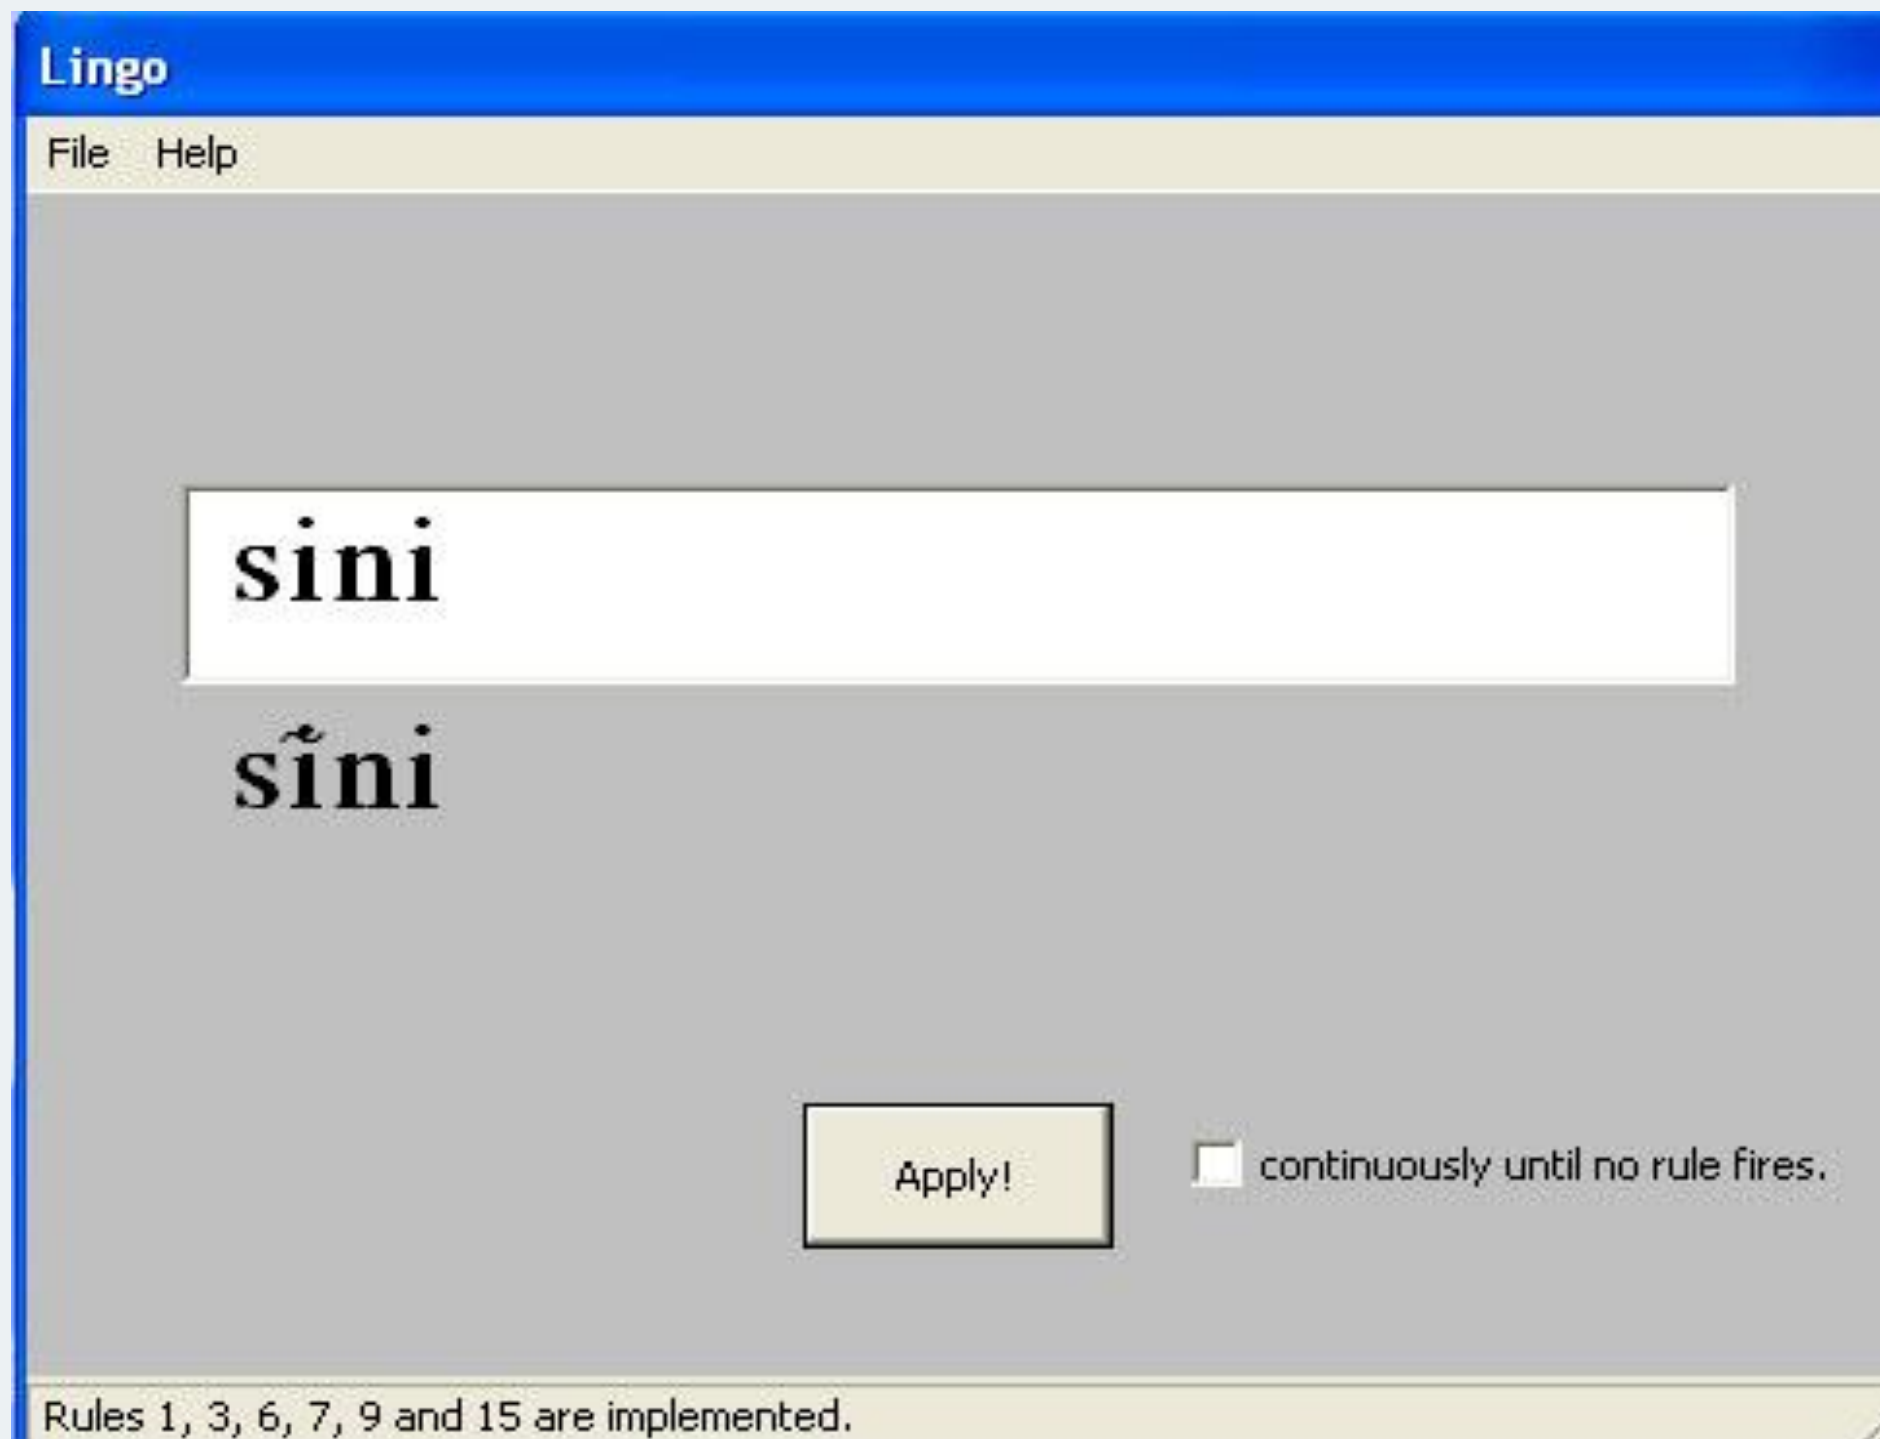 Lingo
File Help
sini
sĩni
Apply!
continuously until no rule fires.
Rules 1, 3, 6, 7, 9 and 15 are implemented.